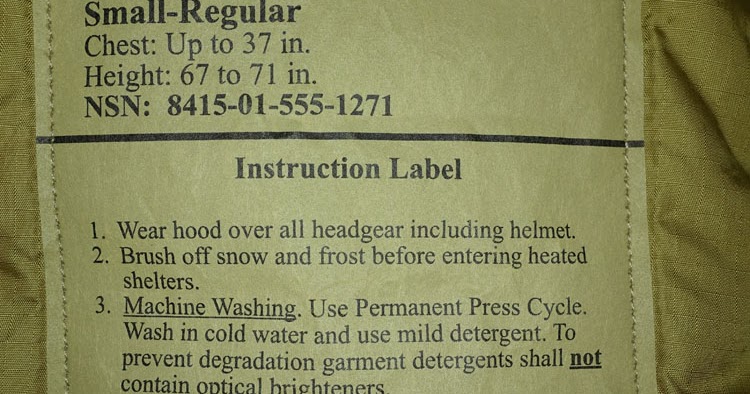 Small-Regular
Chest: Up to 37 in.
Height: 67 to 71 in.
NSN: 8415-01-555-1271
Instruction Label
1. Wear hood over all headgear including helmet.
2. Brush off snow and frost before entering heated
shelters.
3. Machine Washing. Use Permanent Press Cycle.
Wash in cold water and use mild detergent. To
prevent degradation garment detergents shall not
contain optical brighteners.